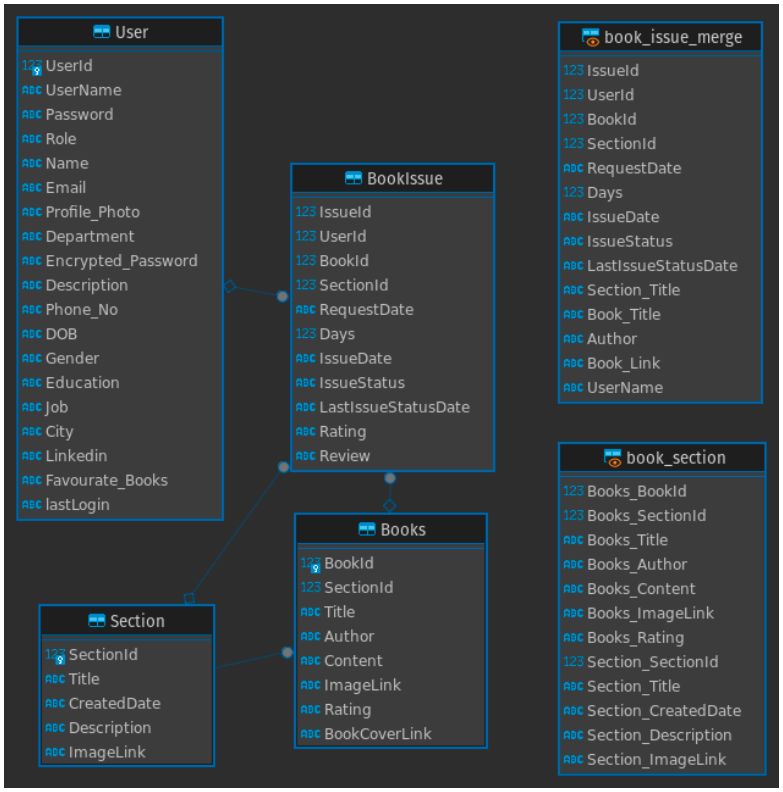 User
123 UserId
ABC UserName
ABC Password
ABC Role
ABC Name
ABC Email
ABC Profile_Photo
ABC Department
ABC Encrypted_Password
ABC Description
ABC Phone_No
ABC DOB
ABC Gender
ABC Education
ABC Job
ABC City
ABC Linkedin
ABC Favourate_Books
ABC lastLogin
BookIssue
123 IssueId
123 UserId
123 BookId
123 SectionId
ABC RequestDate
123 Days
ABC IssueDate
ABC IssueStatus
ABC LastIssueStatusDate
ABC Rating
ABC Review
Section
123 SectionId
ABC Title
ABC CreatedDate
ABC Description
ABC ImageLink
Books
123 BookId
123 SectionId
ABC Title
ABC Author
ABC Content
ABC ImageLink
ABC Rating
ABC BookCoverLink
book_issue_merge
123 IssueId
123 UserId
123 BookId
123 SectionId
ABC RequestDate
123 Days
ABC IssueDate
ABC IssueStatus
ABC LastIssueStatusDate
ABC Section_Title
ABC Book_Title
ABC Author
ABC Book_Link
ABC UserName
book_section
123 Books_BookId
123 Books_SectionId
ABC Books_Title
ABC Books_Author
ABC Books_Content
ABC Books_ImageLink
ABC Books_Rating
123 Section_SectionId
ABC Section_Title
ABC Section_CreatedDate
ABC Section_Description
ABC Section_ImageLink